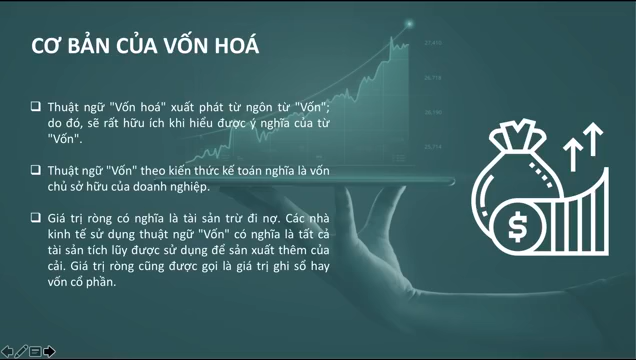 CƠ BẢN CỦA VỐN HOÁ
Thuật ngữ "Vốn hoá" xuất phát từ ngôn từ "Vốn";
do đó, sẽ rất hữu ích khi hiểu được ý nghĩa của từ
"Vốn".
Thuật ngữ "Vốn" theo kiến thức kế toán nghĩa là vốn
chủ sở hữu của doanh nghiệp.
Giá trị ròng có nghĩa là tài sản trừ đi nợ. Các nhà
kinh tế sử dụng thuật ngữ "Vốn" có nghĩa là tất cả
tài sản tích lũy được sử dụng để sản xuất thêm của
cải. Giá trị ròng cũng được gọi là giá trị ghi sổ hay
vốn cổ phần.
$